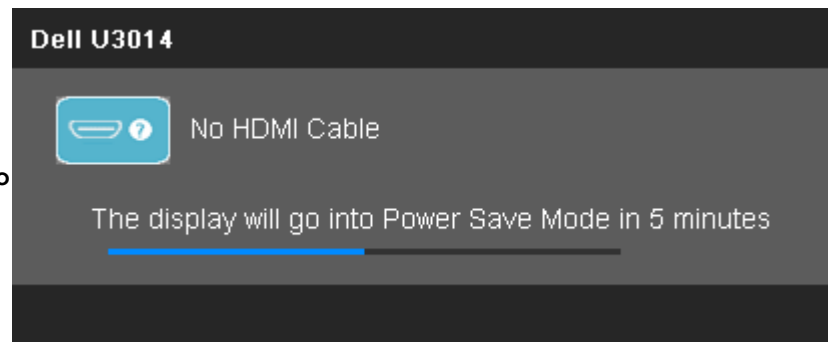 Dell U3014
? No HDMI Cable
o
The display will go into Power Save Mode in 5 minutes